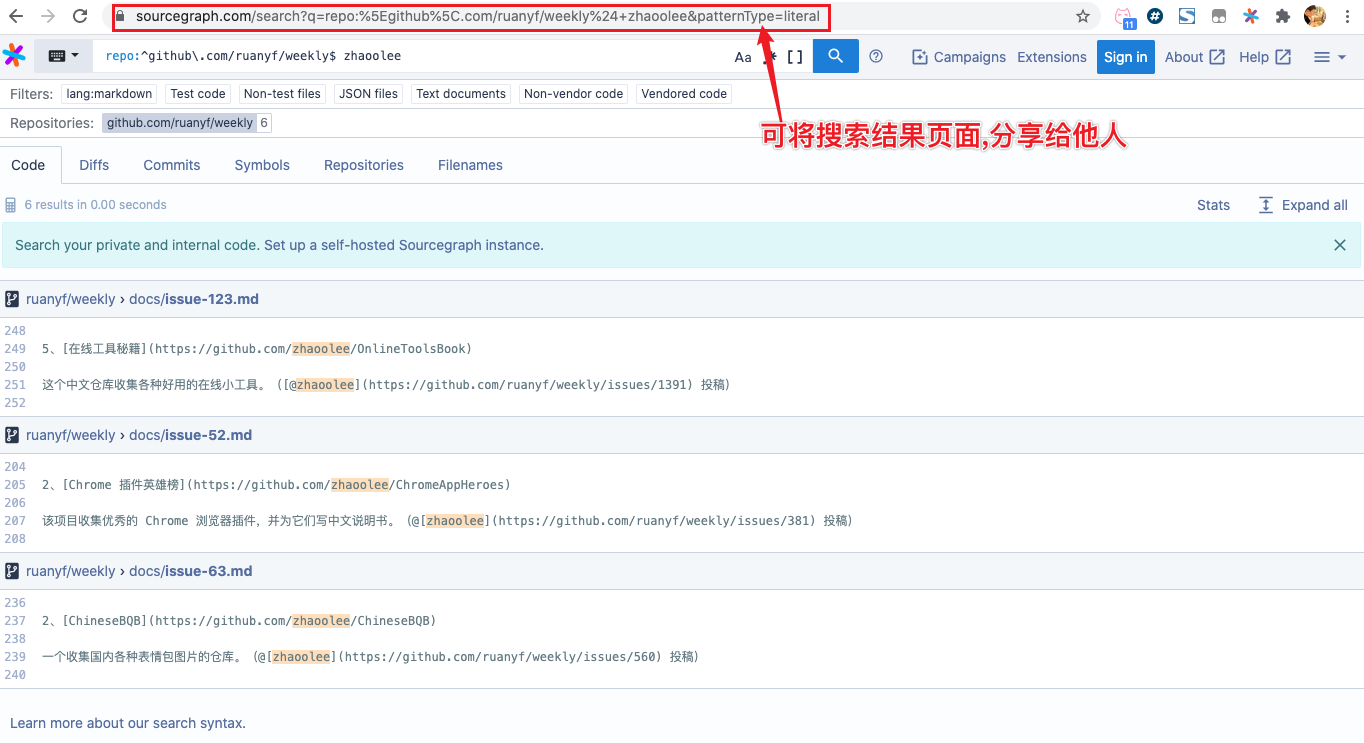 sourcegraph.com/search?q=repo:%5Egithub%5C.com/ruanyf/weekly%24+zhaoolee&patternType=literal
11
repo:^github\.com/ruanyf/weekly$ zhaoolee
Aa .* []
Campaigns Extensions Sign in About Help
Filters: lang:markdown Test code Non-test files JSON files Text documents Non-vendor code Vendored code
Repositories: github.com/ruanyf/weekly 6
可将搜索结果页面,分享给他人
Code Diffs Commits Symbols Repositories Filenames
6 results in 0.00 seconds Stats Expand all
Search your private and internal code. Set up a self-hosted Sourcegraph instance.
ruanyf/weekly › docs/issue-123.md
248
249 5、[在线工具秘籍](https://github.com/zhaoolee/OnlineToolsBook)
250
251 这个中文仓库收集各种好用的在线小工具。([@zhaoolee](https://github.com/ruanyf/weekly/issues/1391) 投稿)
252
ruanyf/weekly › docs/issue-52.md
204
205 2、[Chrome 插件英雄榜](https://github.com/zhaoolee/ChromeAppHeroes)
206
207 该项目收集优秀的 Chrome 浏览器插件，并为它们写中文说明书。（@[zhaoolee](https://github.com/ruanyf/weekly/issues/381) 投稿）
208
ruanyf/weekly › docs/issue-63.md
236
237 2、[ChineseBQB](https://github.com/zhaoolee/ChineseBQB)
238
239 一个收集国内各种表情包图片的仓库。（@[zhaoolee](https://github.com/ruanyf/weekly/issues/560) 投稿）
240
Learn more about our search syntax.